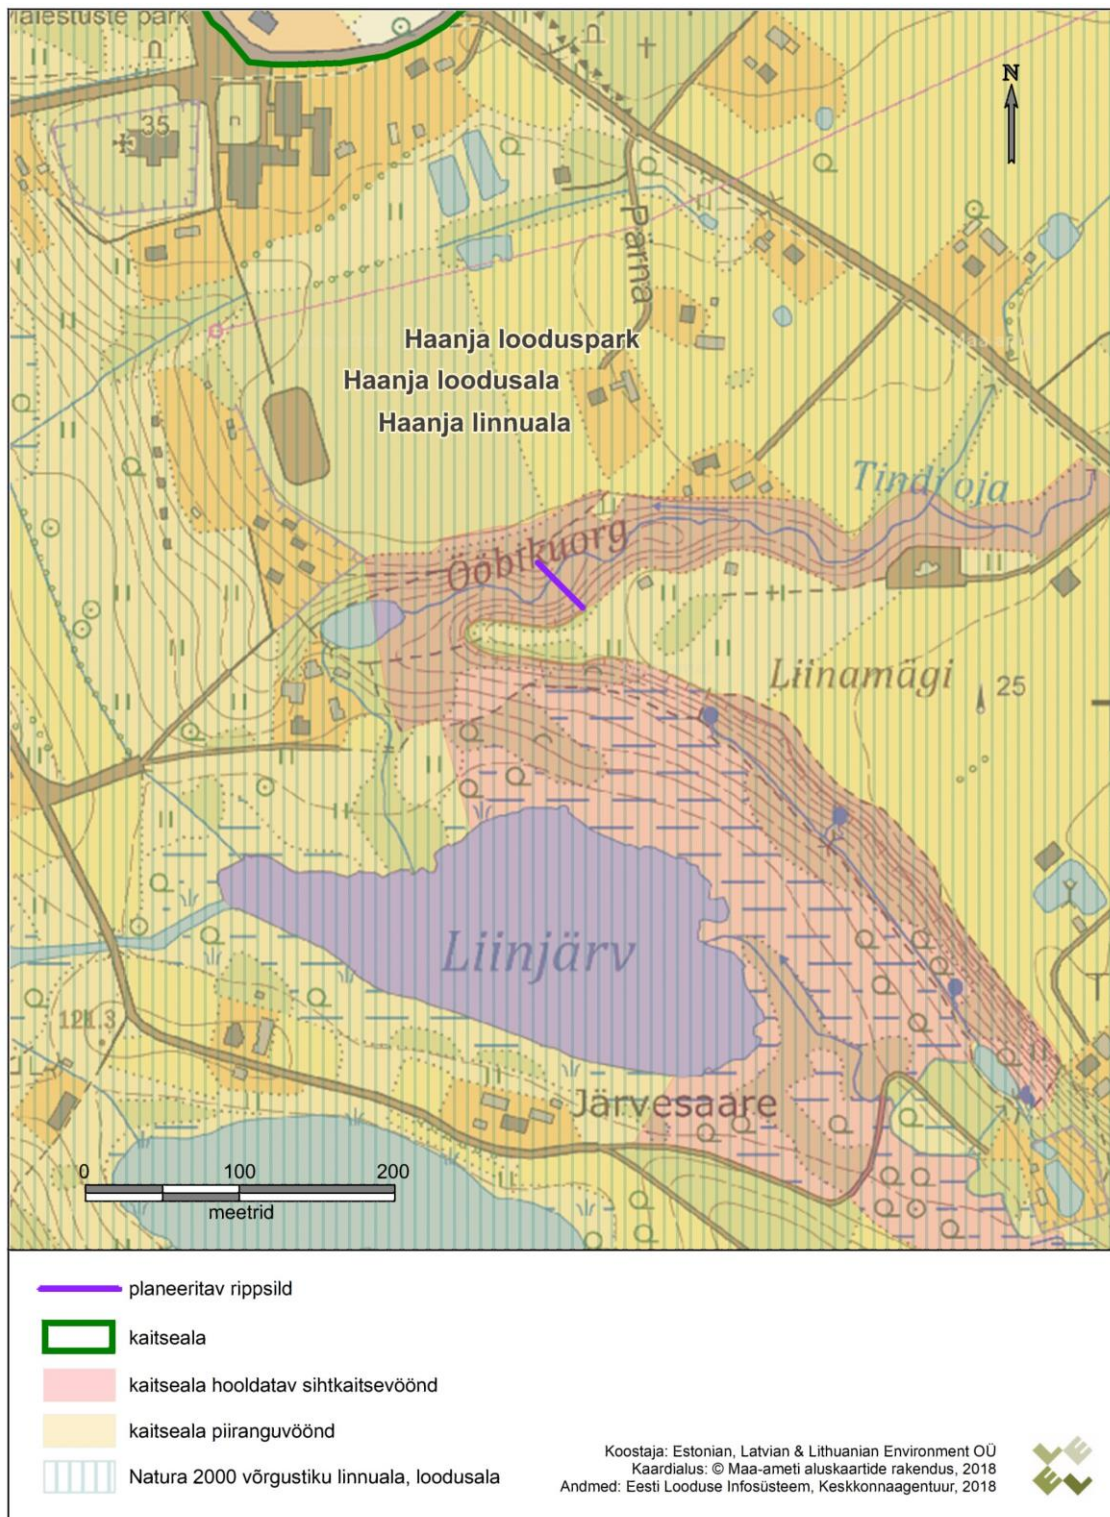 Mälestuste park
35
N
Pärna
Haanja looduspark
Haanja loodusala
Haanja linnuala
Tindi oja
Ööbikuorg
Liinamägi
25
Liinjärv
121.3
Järvesaare
0 100 200
meetrid
planeeritav rippsild
kaitseala
kaitseala hooldatav sihtkaitsevöönd
kaitseala piiranguvöönd
Natura 2000 võrgustiku linnuala, loodusala
Koostaja: Estonian, Latvian & Lithuanian Environment OÜ
Kaardialus: © Maa-ameti aluskaartide rakendus, 2018
Andmed: Eesti Looduse Infosüsteem, Keskkonnaagentuur, 2018